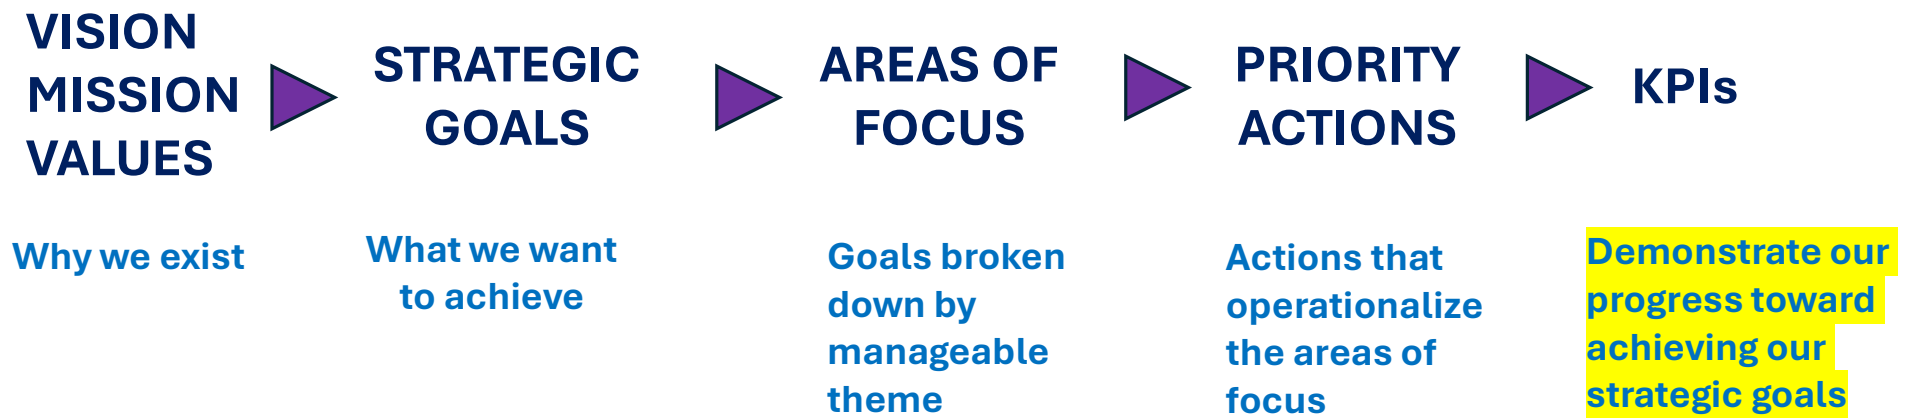 VISION
MISSION
VALUES
STRATEGIC
GOALS
AREAS OF
FOCUS
PRIORITY
ACTIONS
KPIs
Why we exist
What we want
to achieve
Goals broken
down by
manageable
theme
Actions that
operationalize
the areas of
focus
Demonstrate our
progress toward
achieving our
strategic goals